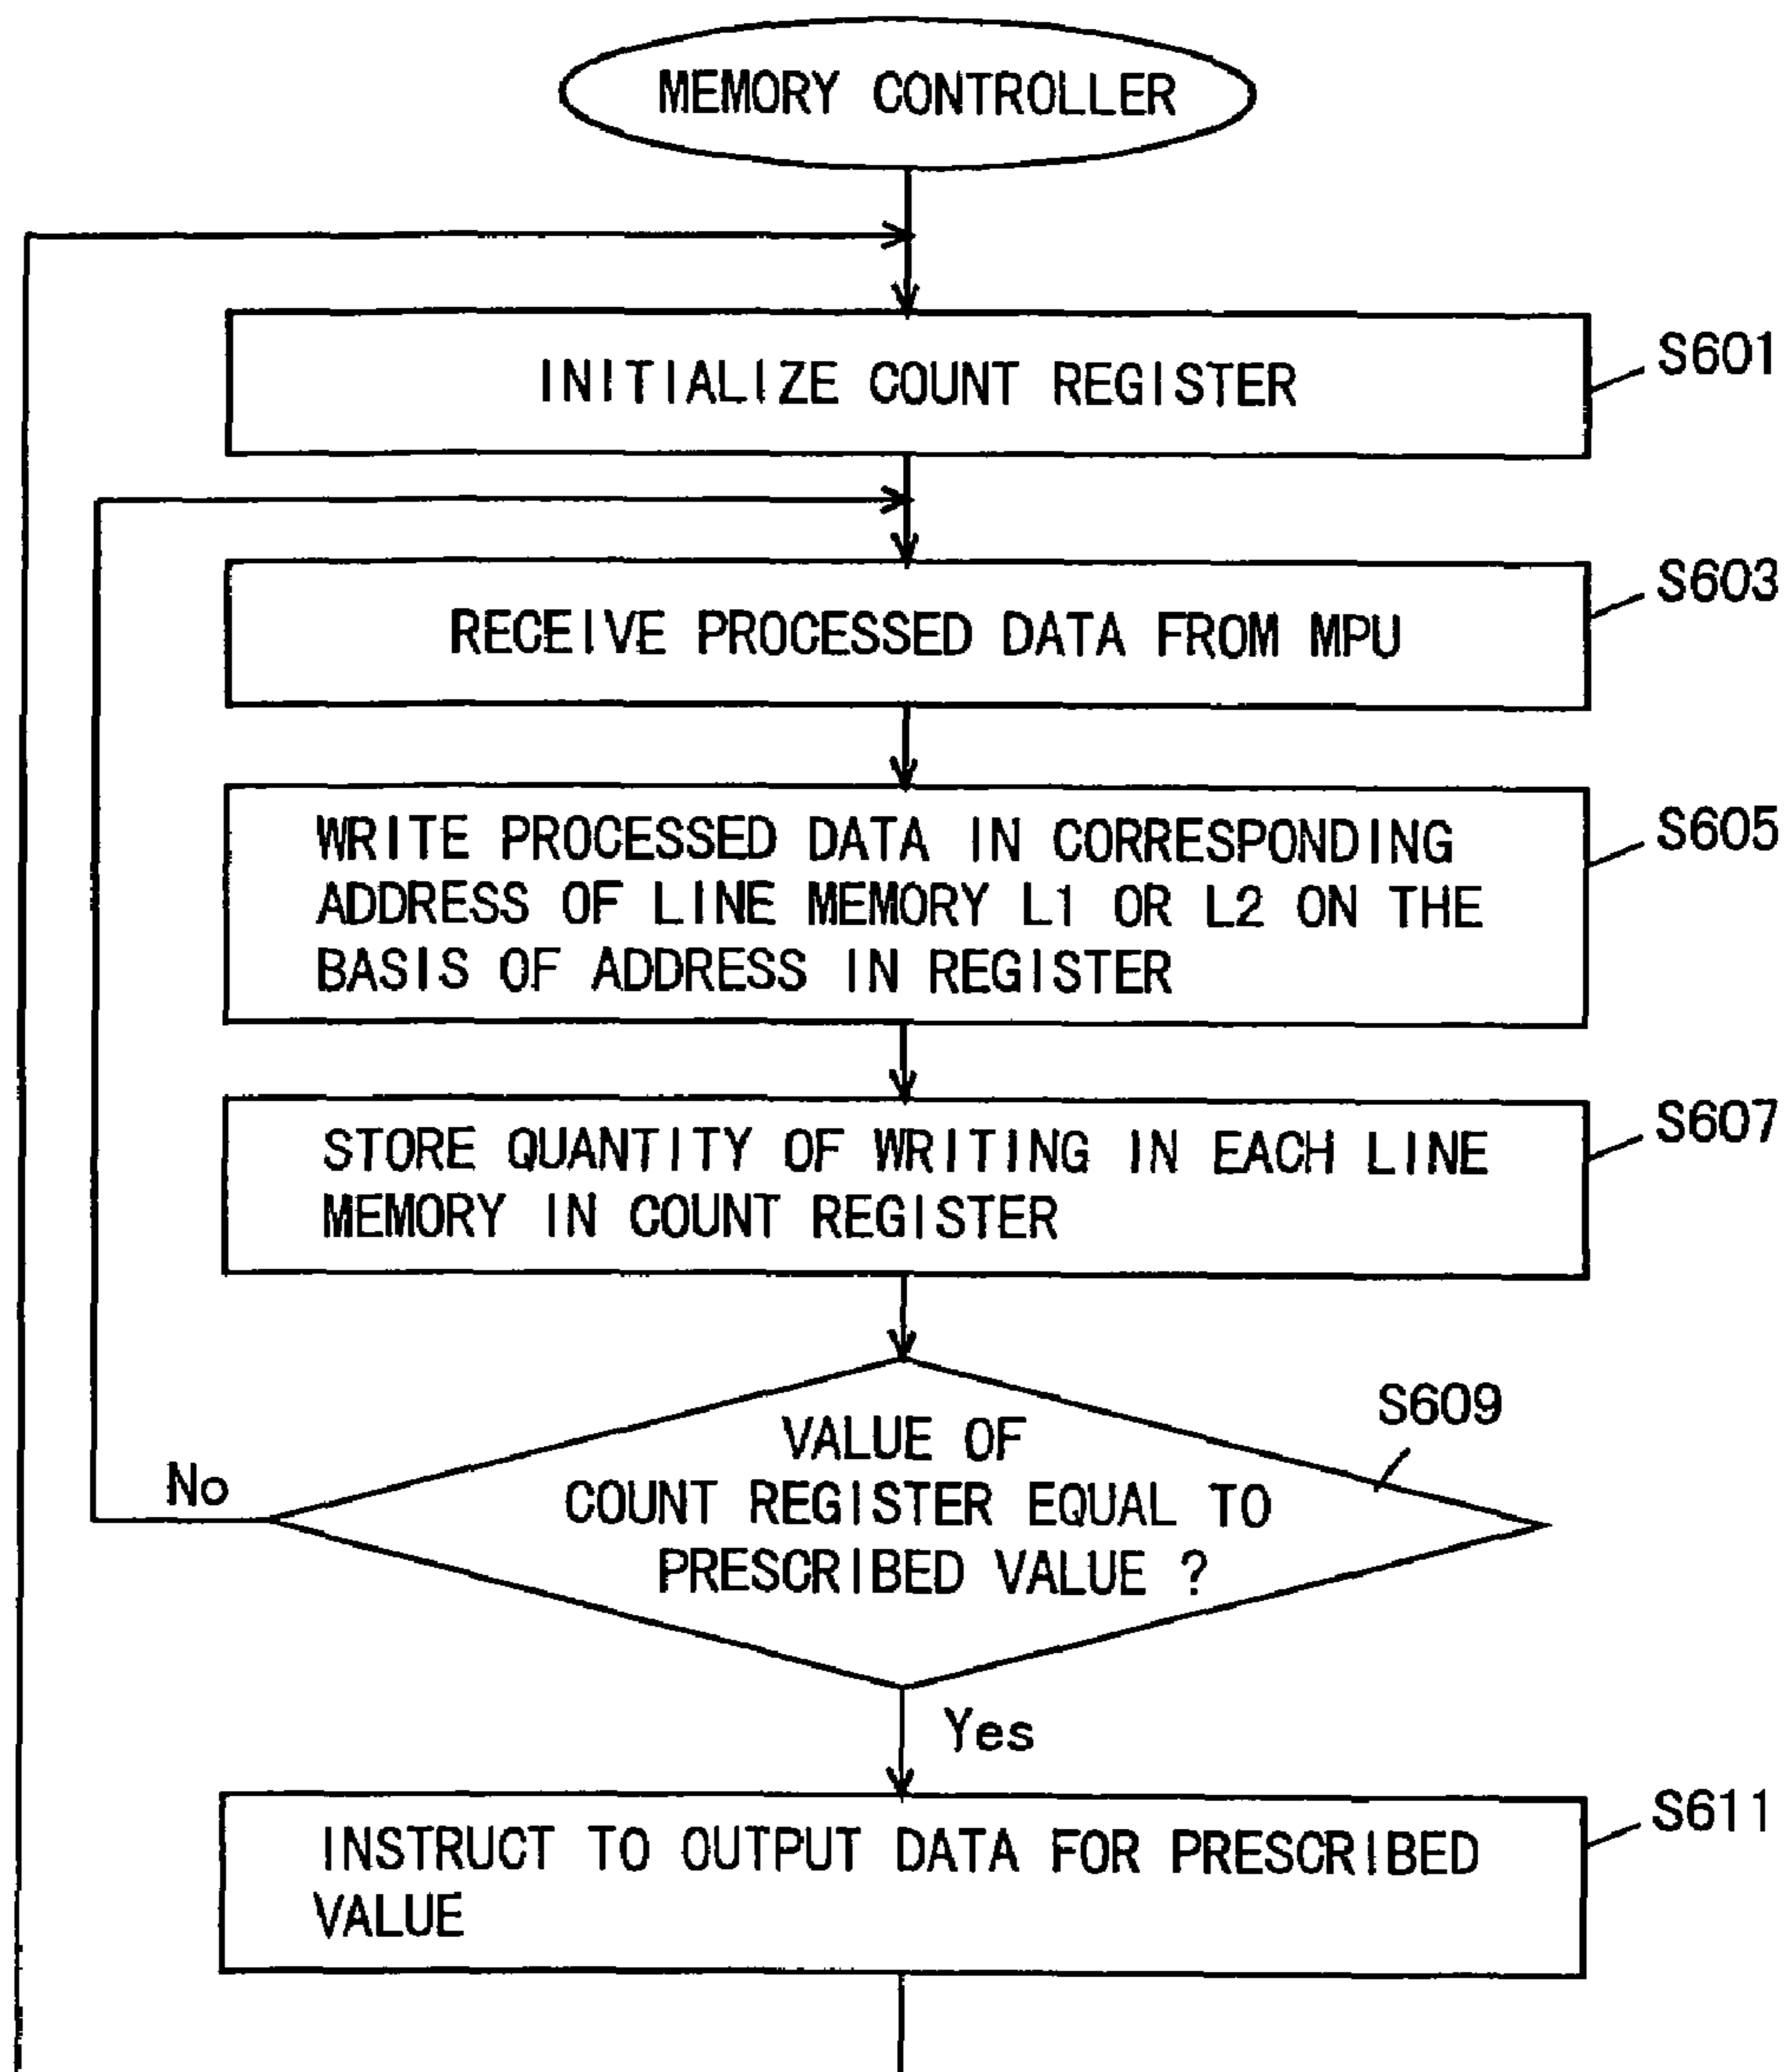 MEMORY CONTROLLER
INITIALIZE COUNT REGISTER
S601
RECEIVE PROCESSED DATA FROM MPU
S603
WRITE PROCESSED DATA IN CORRESPONDING
ADDRESS OF LINE MEMORY L1 OR L2 ON THE
BASIS OF ADDRESS IN REGISTER
S605
STORE QUANTITY OF WRITING IN EACH LINE
MEMORY IN COUNT REGISTER
S607
VALUE OF
COUNT REGISTER EQUAL TO
PRESCRIBED VALUE ?
S609
No
Yes
INSTRUCT TO OUTPUT DATA FOR PRESCRIBED
VALUE
S611